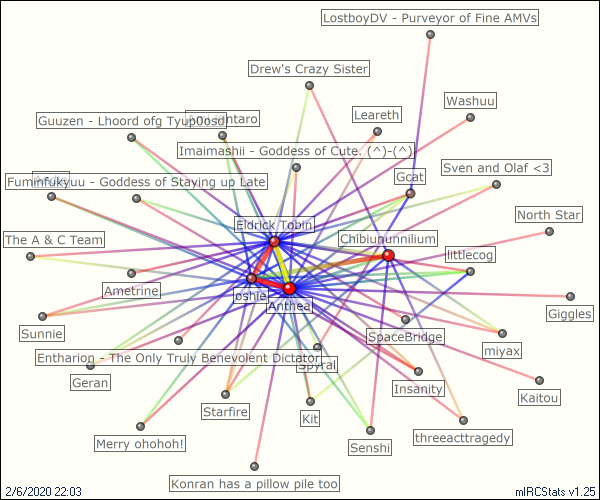 LostboyDV - Purveyor of Fine AMVs
Drew's Crazy Sister
Washuu
Leareth
Guuzen - Lhoord ofg Tyup0osd
Imaimashii - Goddess of Cute. (^)-(^)
Sven and Olaf <3
Gcat
Fuminfukyuu - Goddess of Staying up Late
North Star
Eldrick Tobin
Chibiununnilium
The A & C Team
littlecog
Ametrine
oshie
Anthea
Giggles
Sunnie
SpaceBridge
miyax
Entharion - The Only Truly Benevolent Dictator
Spyral
Geran
Insanity
Kaitou
Starfire
Kit
Merry ohohoh!
Senshi
threeacttragedy
Konran has a pillow pile too
2/6/2020 22:03
mIRCStats v1.25